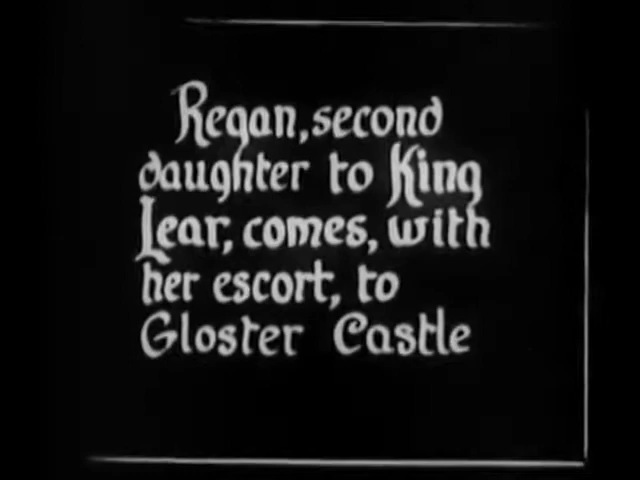 Regan, second
daughter to King
Lear, comes, with
her escort, to
Gloster Castle